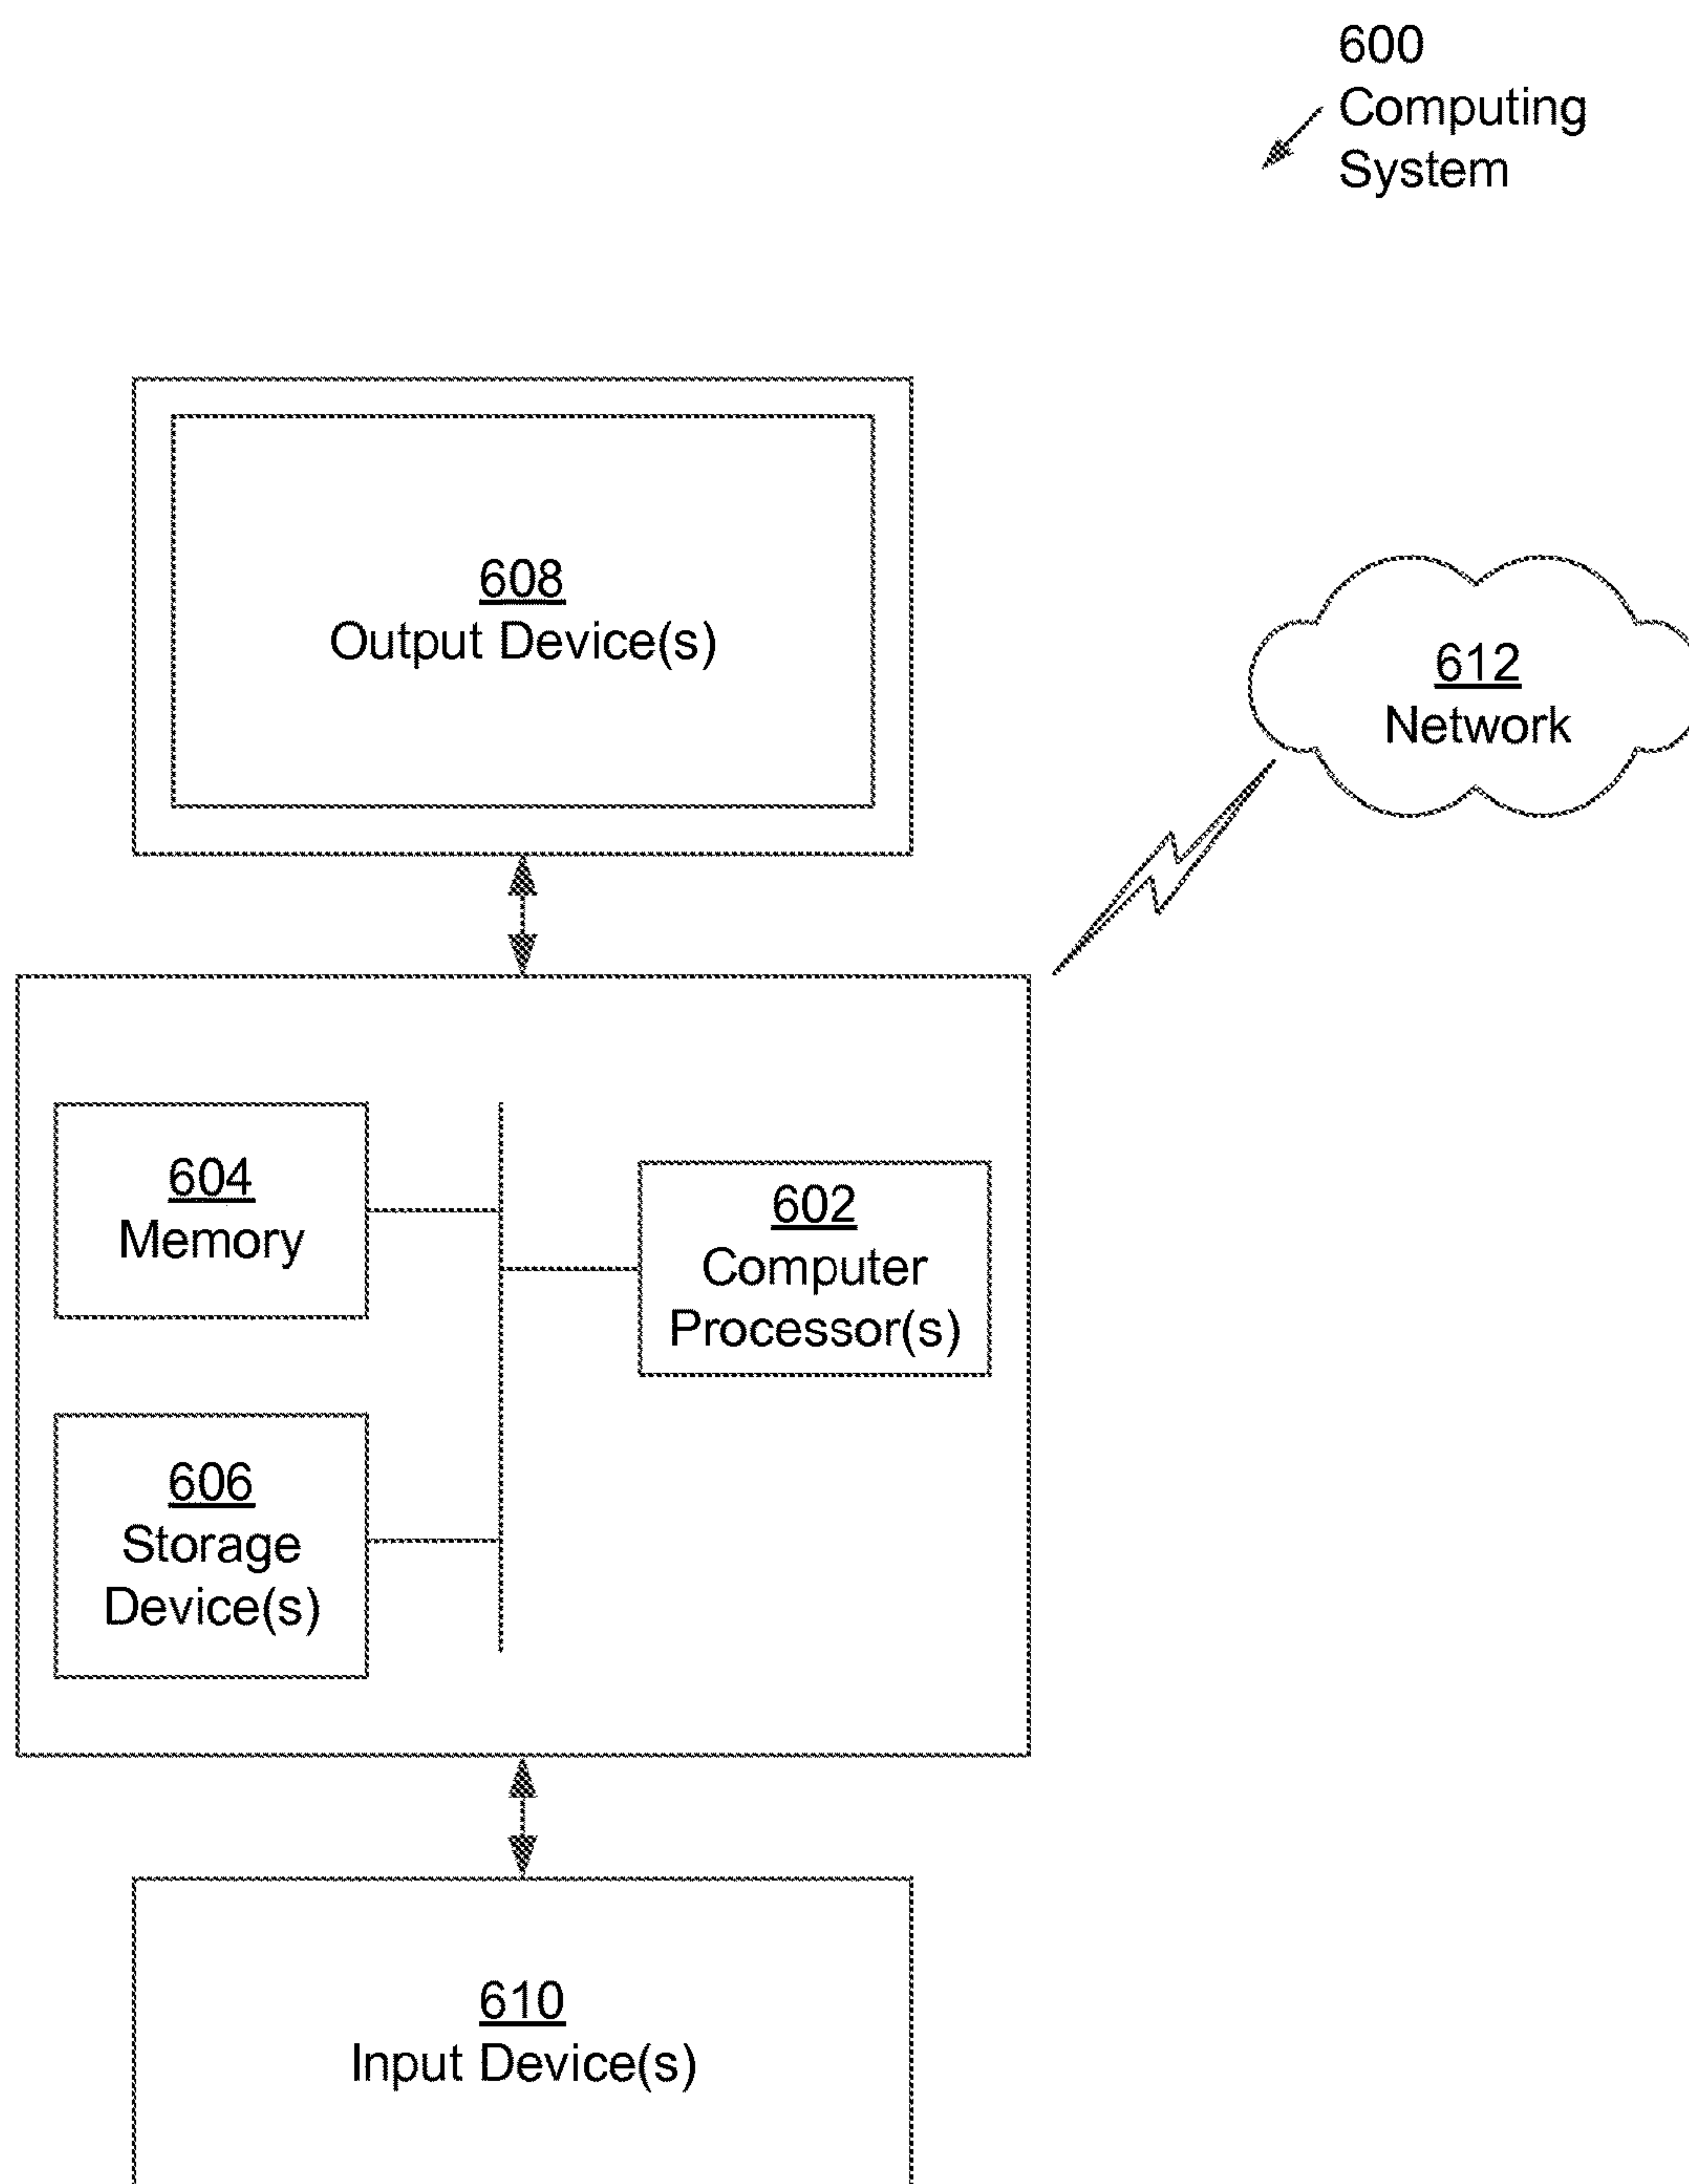 600
Computing
System
608
Output Device(s)
612
Network
604
Memory
602
Computer
Processor(s)
606
Storage
Device(s)
610
Input Device(s)